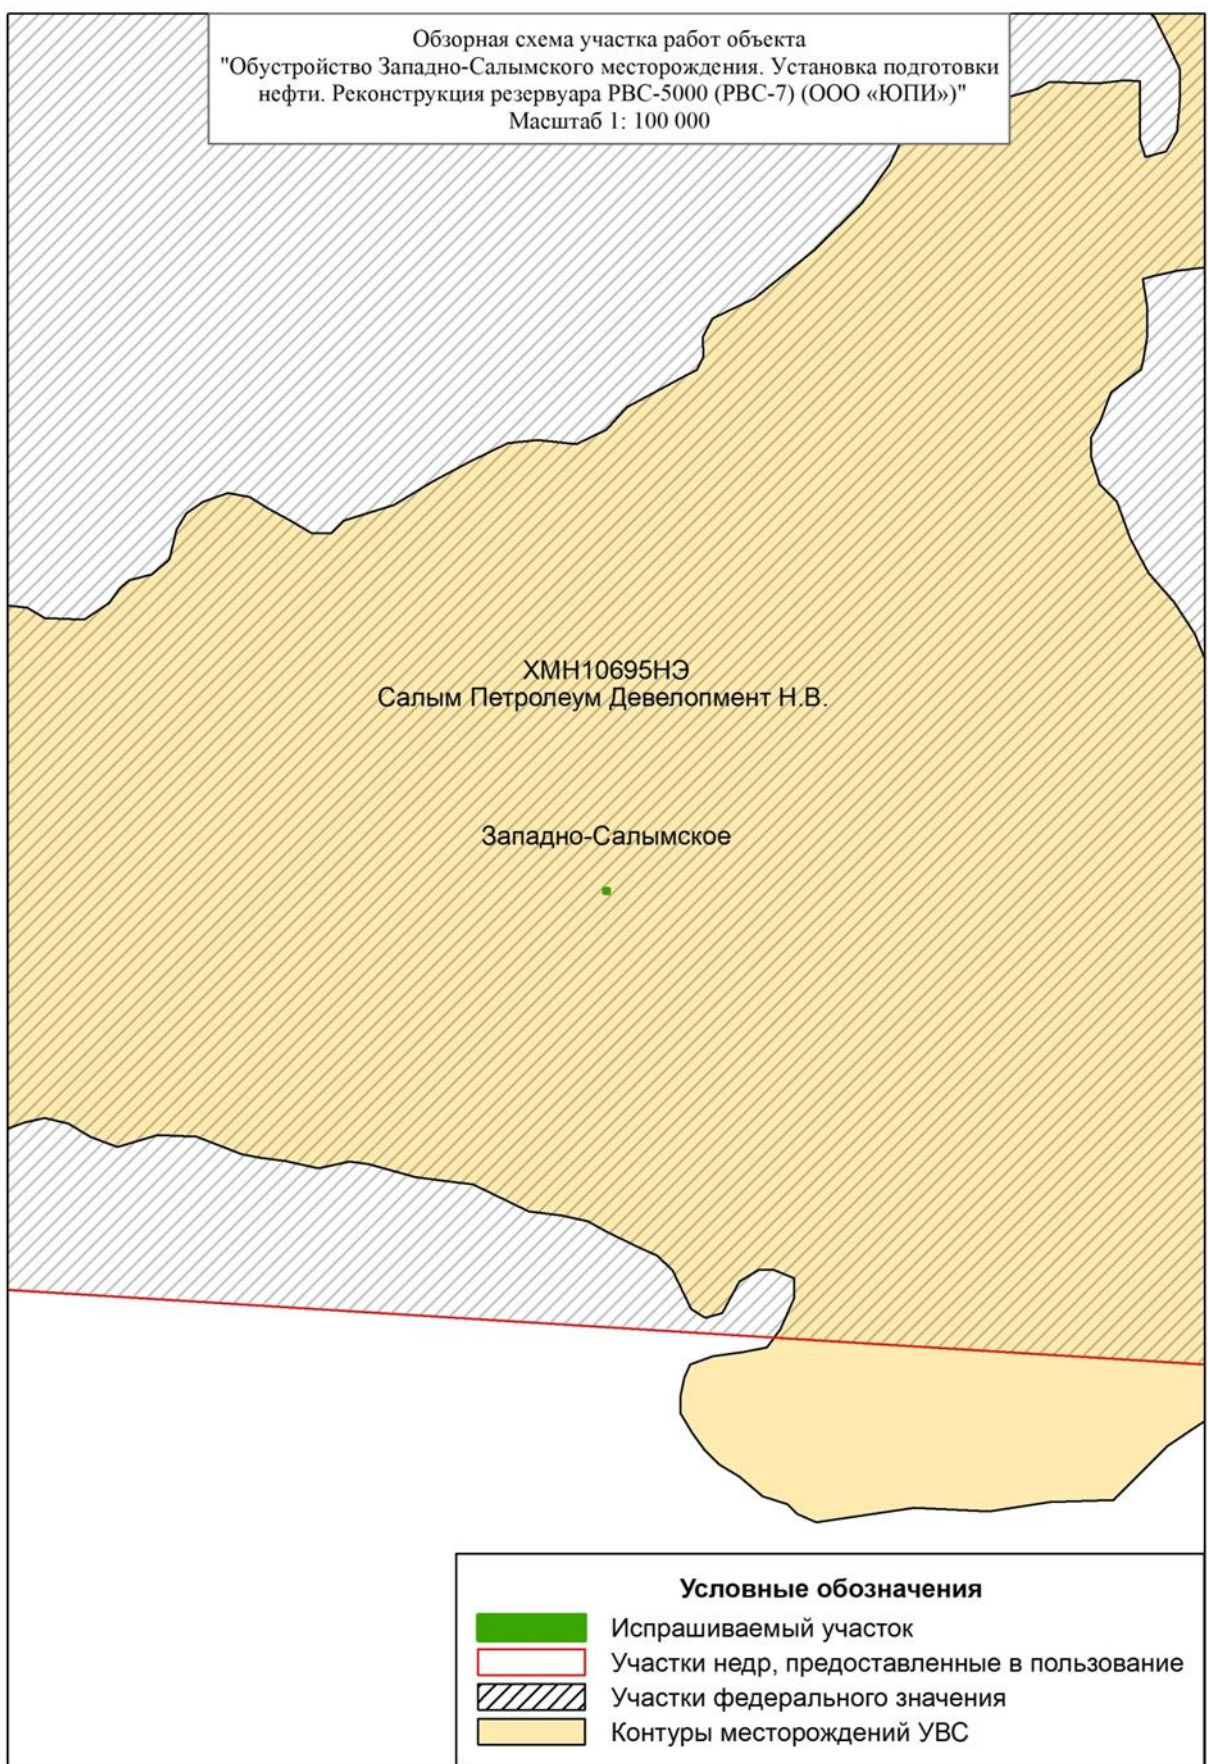 Обзорная схема участка работ объекта
"Обустройство Западно-Салымского месторождения. Установка подготовки
нефти. Реконструкция резервуара РВС-5000 (РВС-7) (ООО «ЮПИ»)"
Масштаб 1: 100 000
ХМН10695НЭ
Салым Петролеум Девелопмент Н.В.
Западно-Салымское
Условные обозначения
Испрашиваемый участок
Участки недр, предоставленные в пользование
Участки федерального значения
Контуры месторождений УВС